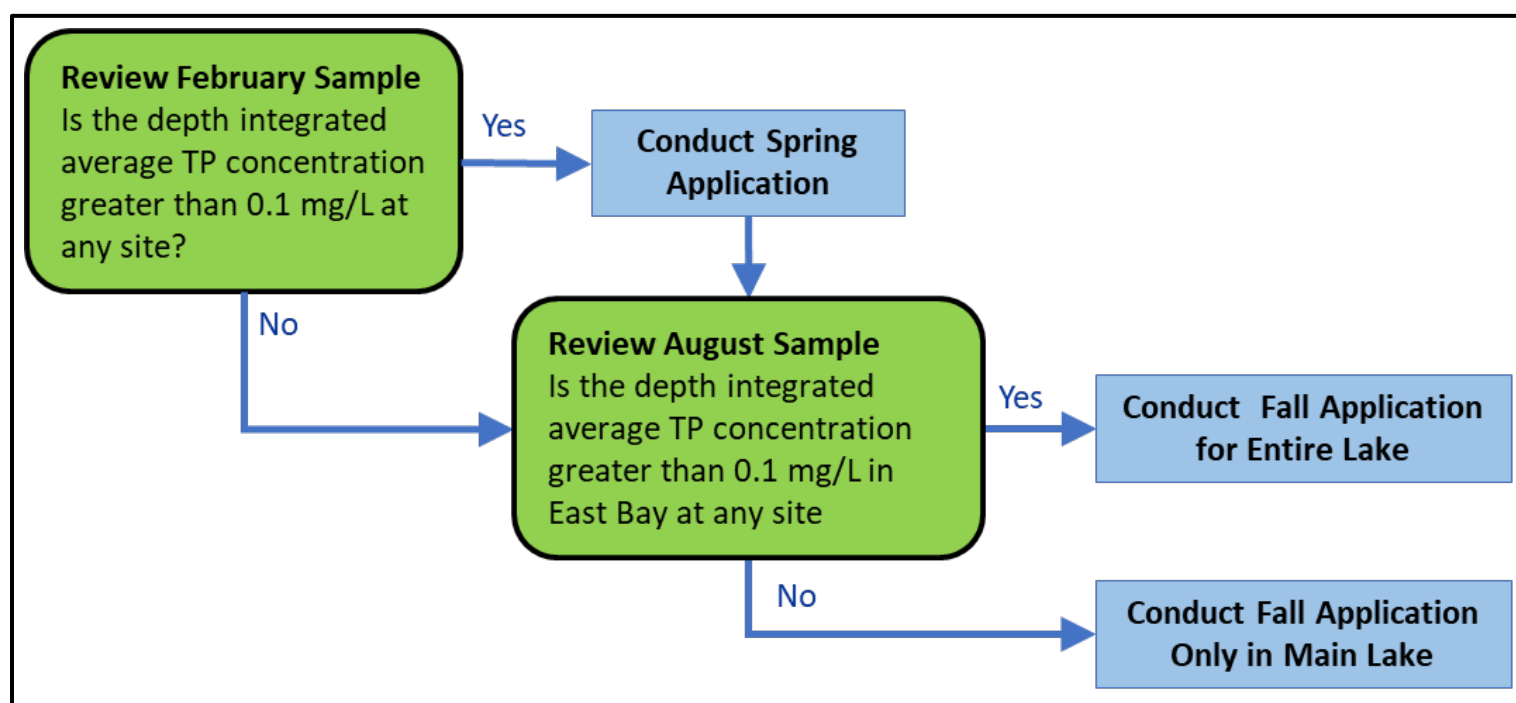 Review February Sample
Is the depth integrated
average TP concentration
greater than 0.1 mg/L at
any site?
Yes
Conduct Spring
Application
No
Review August Sample
Is the depth integrated
average TP concentration
greater than 0.1 mg/L in
East Bay at any site
Yes
Conduct Fall Application
for Entire Lake
No
Conduct Fall Application
Only in Main Lake